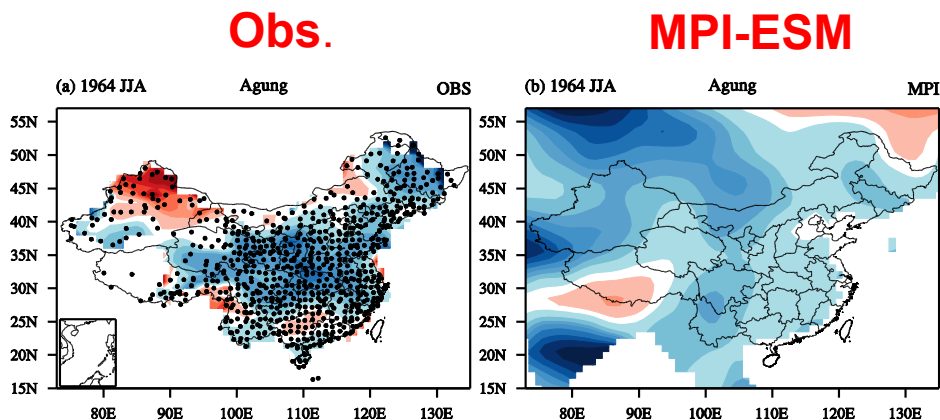 Obs. MPI-ESM
(a) 1964 JJA Agung OBS (b) 1964 JJA Agung MPI
55N 55N
50N 50N
45N 45N
40N 40N
35N 35N
30N 30N
25N 25N
20N 20N
15N 15N
80E 90E 100E 110E 120E 130E 80E 90E 100E 110E 120E 130E